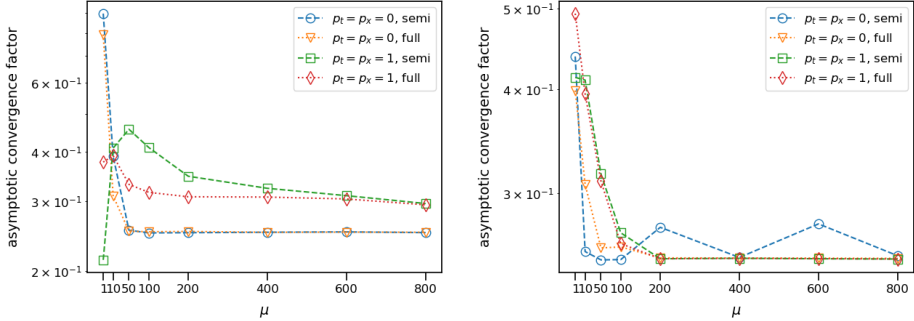 asymptotic convergence factor
6 × 10⁻¹
4 × 10⁻¹
3 × 10⁻¹
2 × 10⁻¹
p_t = p_x = 0, semi
p_t = p_x = 0, full
p_t = p_x = 1, semi
p_t = p_x = 1, full
1 10 50 100 200 400 600 800
μ
asymptotic convergence factor
5 × 10⁻¹
4 × 10⁻¹
3 × 10⁻¹
p_t = p_x = 0, semi
p_t = p_x = 0, full
p_t = p_x = 1, semi
p_t = p_x = 1, full
1 10 50 100 200 400 600 800
μ